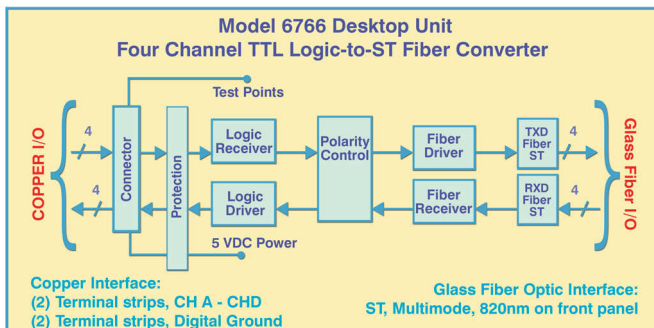 Model 6766 Desktop Unit
Four Channel TTL Logic-to-ST Fiber Converter
Test Points
COPPER I/O
4
4
Connector
Protection
Logic
Receiver
Logic
Driver
Polarity
Control
Fiber
Driver
Fiber
Receiver
TXD
Fiber
ST
RXD
Fiber
ST
4
4
Glass Fiber I/O
5 VDC Power
Copper Interface:
(2) Terminal strips, CH A - CHD
(2) Terminal strips, Digital Ground
Glass Fiber Optic Interface:
ST, Multimode, 820nm on front panel